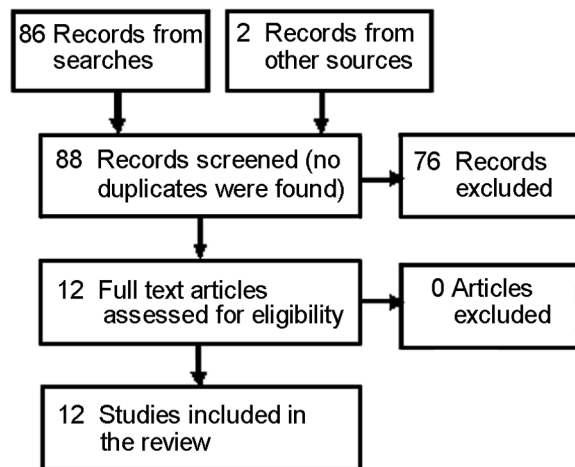 86 Records from
searches
2 Records from
other sources
88 Records screened (no
duplicates were found)
76 Records
excluded
12 Full text articles
assessed for eligibility
0 Articles
excluded
12 Studies included in
the review